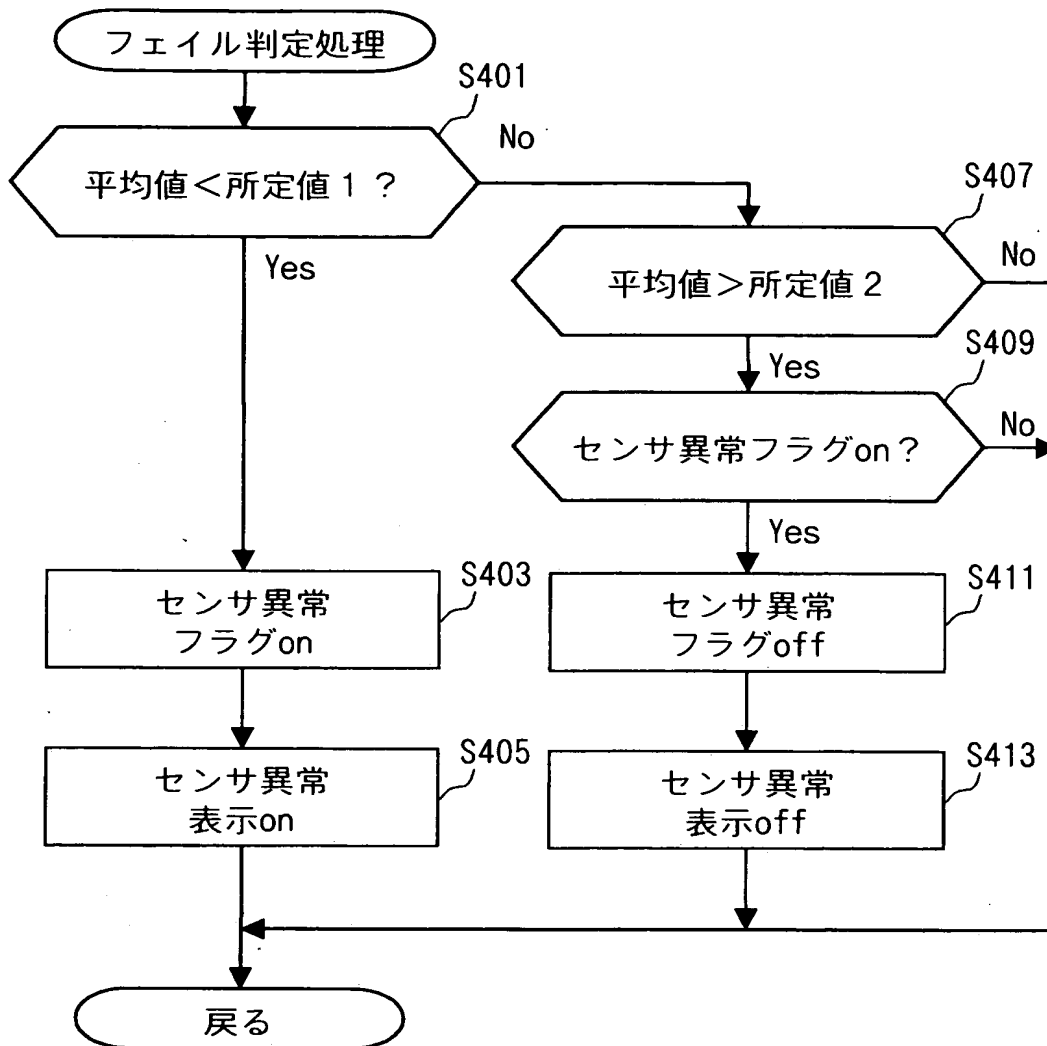 フェイル判定処理
S401
平均値<所定値1?
No
Yes
S407
平均値>所定値2
No
Yes
S409
センサ異常フラグon?
No
Yes
S403
センサ異常
フラグon
S411
センサ異常
フラグoff
S405
センサ異常
表示on
S413
センサ異常
表示off
戻る